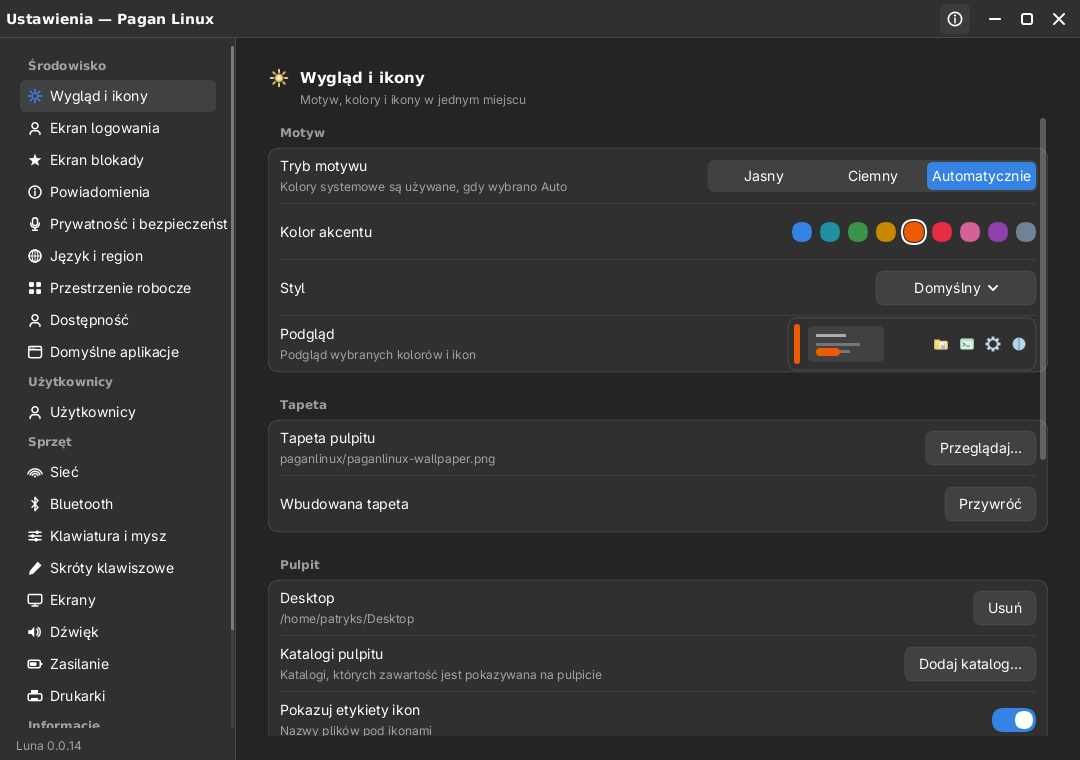 Ustawienia — Pagan Linux
Środowisko
Wygląd i ikony
Ekran logowania
Ekran blokady
Powiadomienia
Prywatność i bezpieczeńst
Język i region
Przestrzenie robocze
Dostępność
Domyślne aplikacje
Użytkownicy
Użytkownicy
Sprzęt
Sieć
Bluetooth
Klawiatura i mysz
Skróty klawiszowe
Ekrany
Dźwięk
Zasilanie
Drukarki
Informacje
Luna 0.0.14
Wygląd i ikony
Motyw, kolory i ikony w jednym miejscu
Motyw
Tryb motywu
Kolory systemowe są używane, gdy wybrano Auto
Jasny Ciemny Automatycznie
Kolor akcentu
Styl
Domyślny
Podgląd
Podgląd wybranych kolorów i ikon
Tapeta
Tapeta pulpitu
paganlinux/paganlinux-wallpaper.png
Przeglądaj...
Wbudowana tapeta
Przywróć
Pulpit
Desktop
/home/patryks/Desktop
Usuń
Katalogi pulpitu
Katalogi, których zawartość jest pokazywana na pulpicie
Dodaj katalog...
Pokazuj etykiety ikon
Nazwy plików pod ikonami